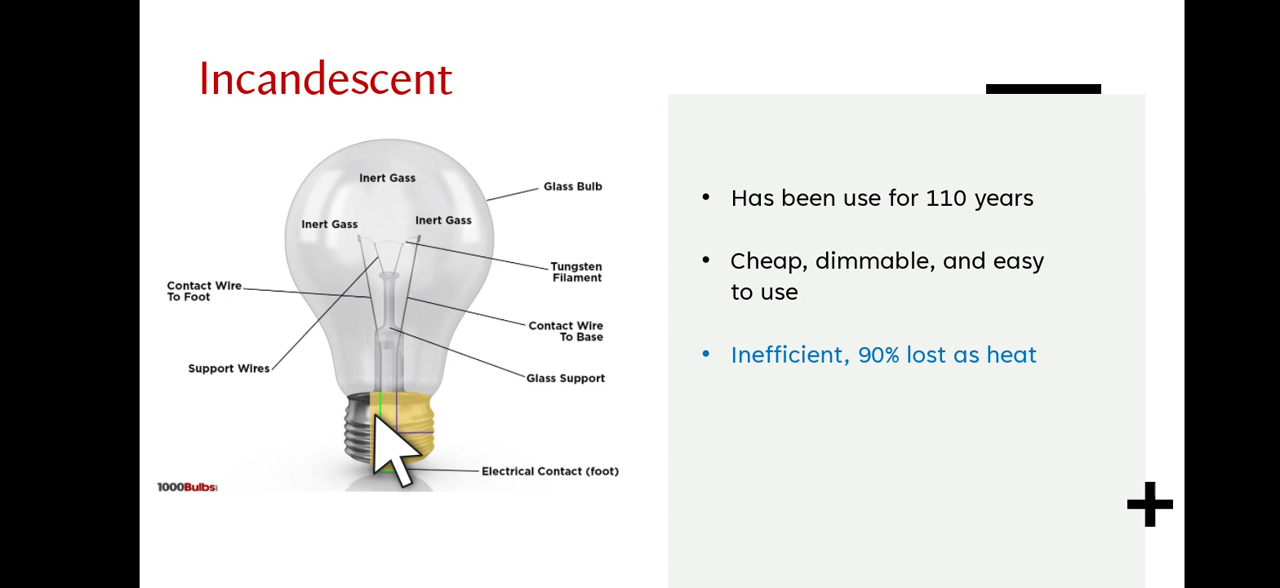 Incandescent
Inert Gass
Glass Bulb
Inert Gass
Inert Gass
Tungsten
Filament
Contact Wire
To Foot
Contact Wire
To Base
Support Wires
Glass Support
Electrical Contact (foot)
1000Bulbs
• Has been use for 110 years
• Cheap, dimmable, and easy
to use
• Inefficient, 90% lost as heat